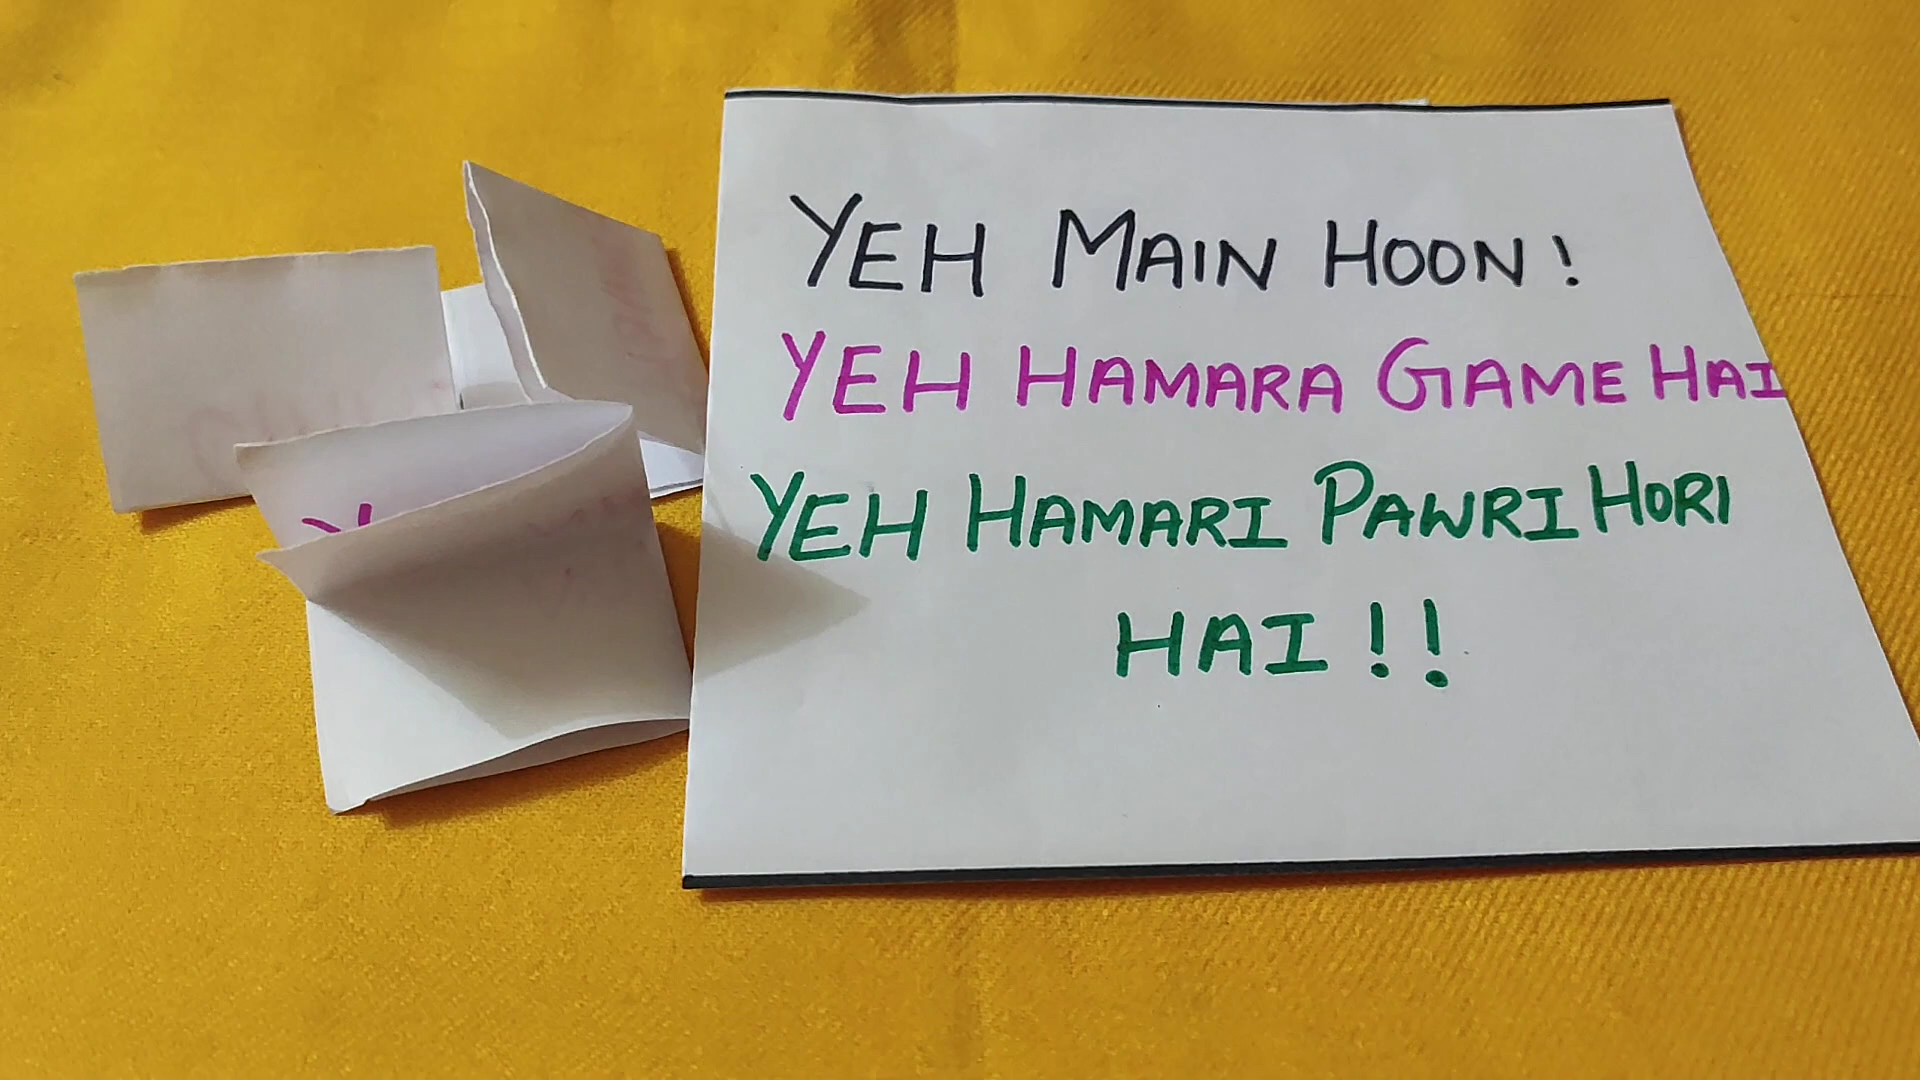 YEH MAIN HOON!
YEH HAMARA GAME HAI
YEH HAMARI PAWRI HORI
HAI!!